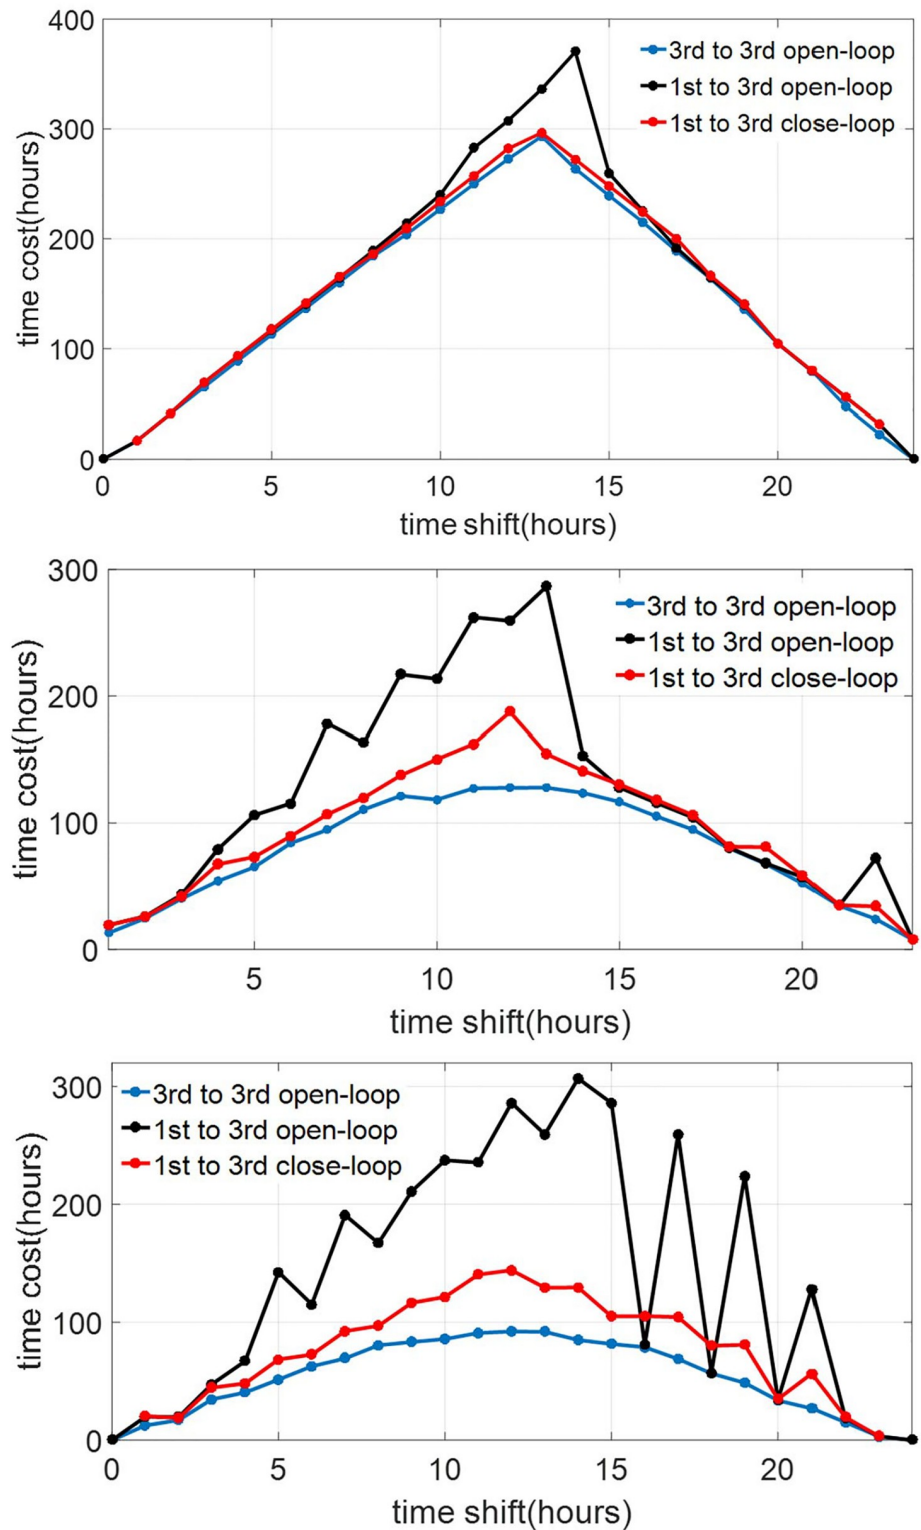 400
300
200
100
0
time cost(hours)
3rd to 3rd open-loop
1st to 3rd open-loop
1st to 3rd close-loop
0 5 10 15 20
time shift(hours)
300
200
100
0
time cost(hours)
3rd to 3rd open-loop
1st to 3rd open-loop
1st to 3rd close-loop
5 10 15 20
time shift(hours)
300
200
100
0
time cost(hours)
3rd to 3rd open-loop
1st to 3rd open-loop
1st to 3rd close-loop
0 5 10 15 20
time shift(hours)